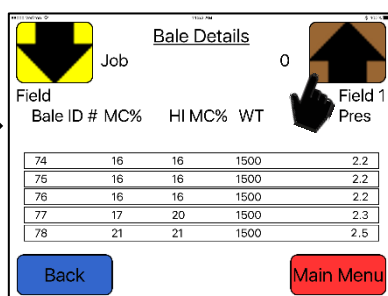 Bale Details
Job 0
Field Field 1
Bale ID # MC% HI MC% WT Pres
74 16 16 1500 2.2
75 16 16 1500 2.2
76 16 16 1500 2.2
77 17 20 1500 2.3
78 21 21 1500 2.5
Back Main Menu